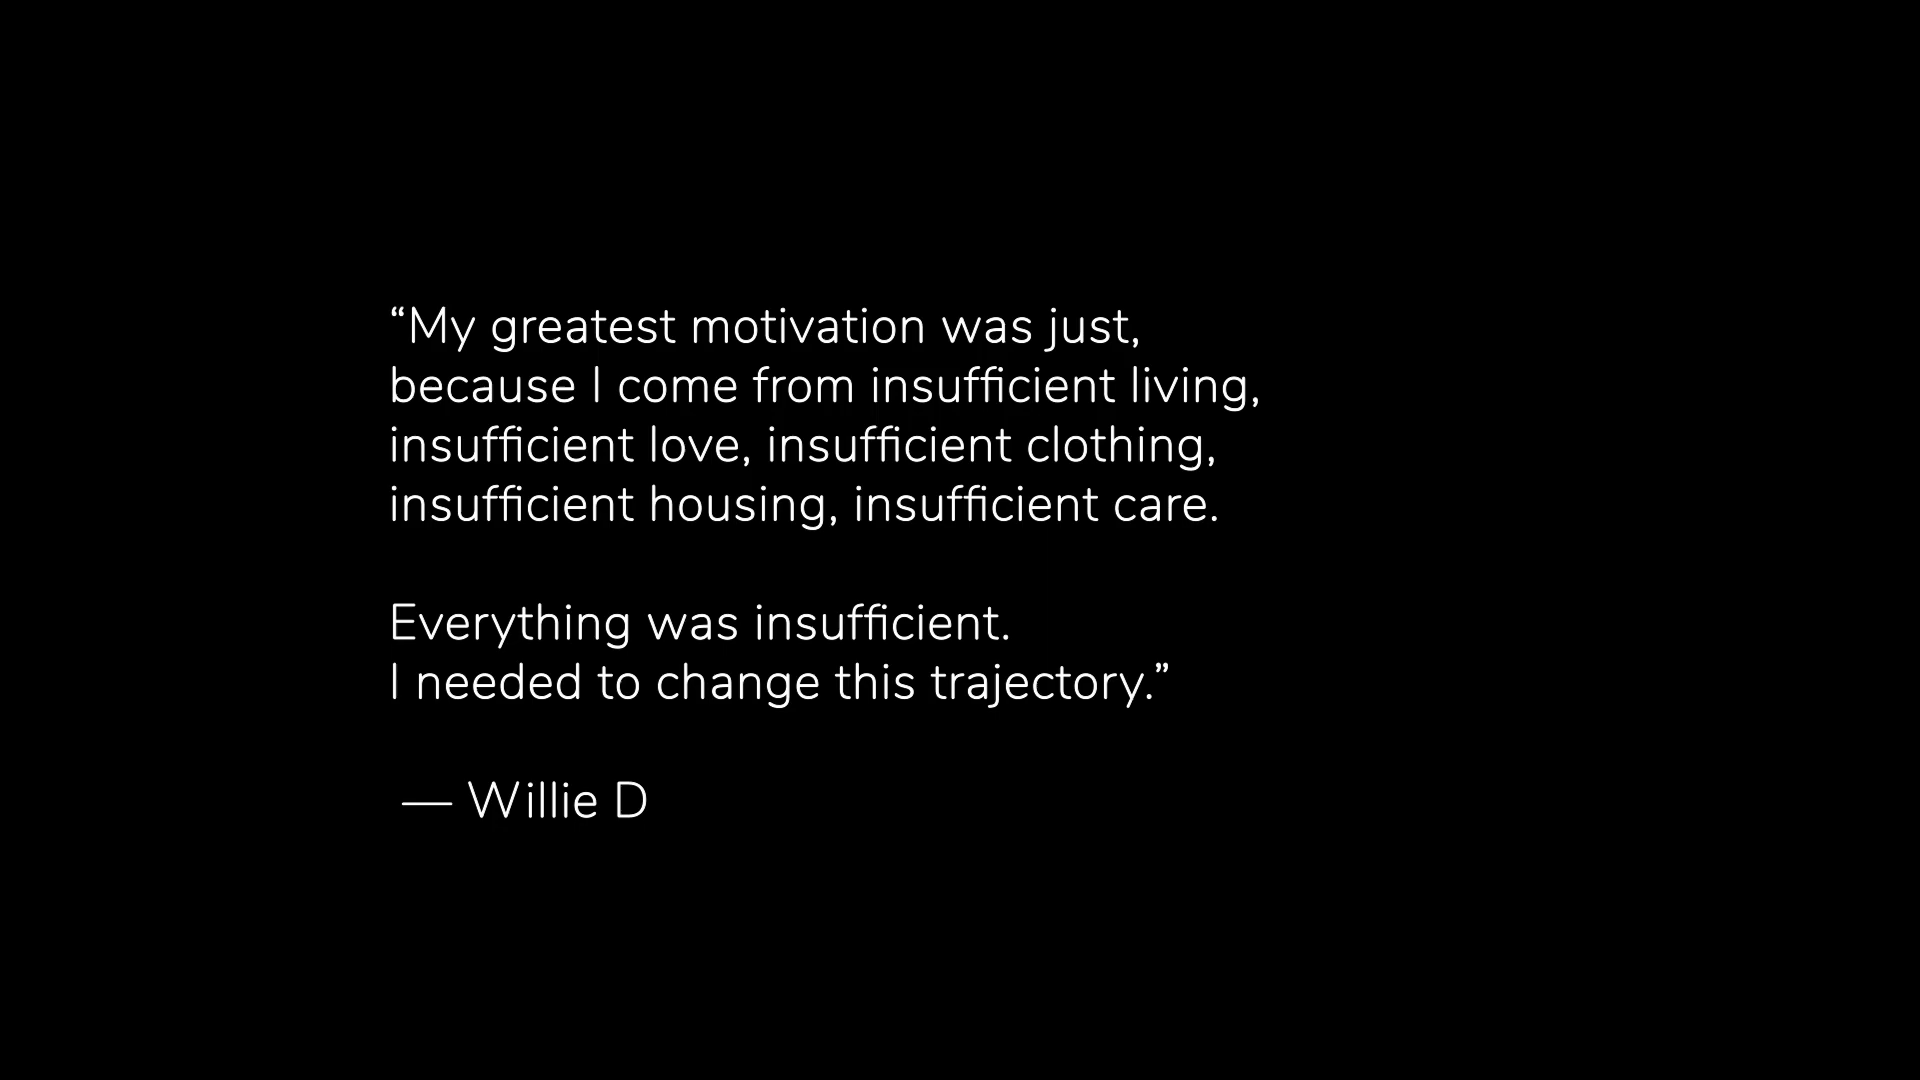 “My greatest motivation was just,
because I come from insufficient living,
insufficient love, insufficient clothing,
insufficient housing, insufficient care.
Everything was insufficient.
I needed to change this trajectory.”
— Willie D